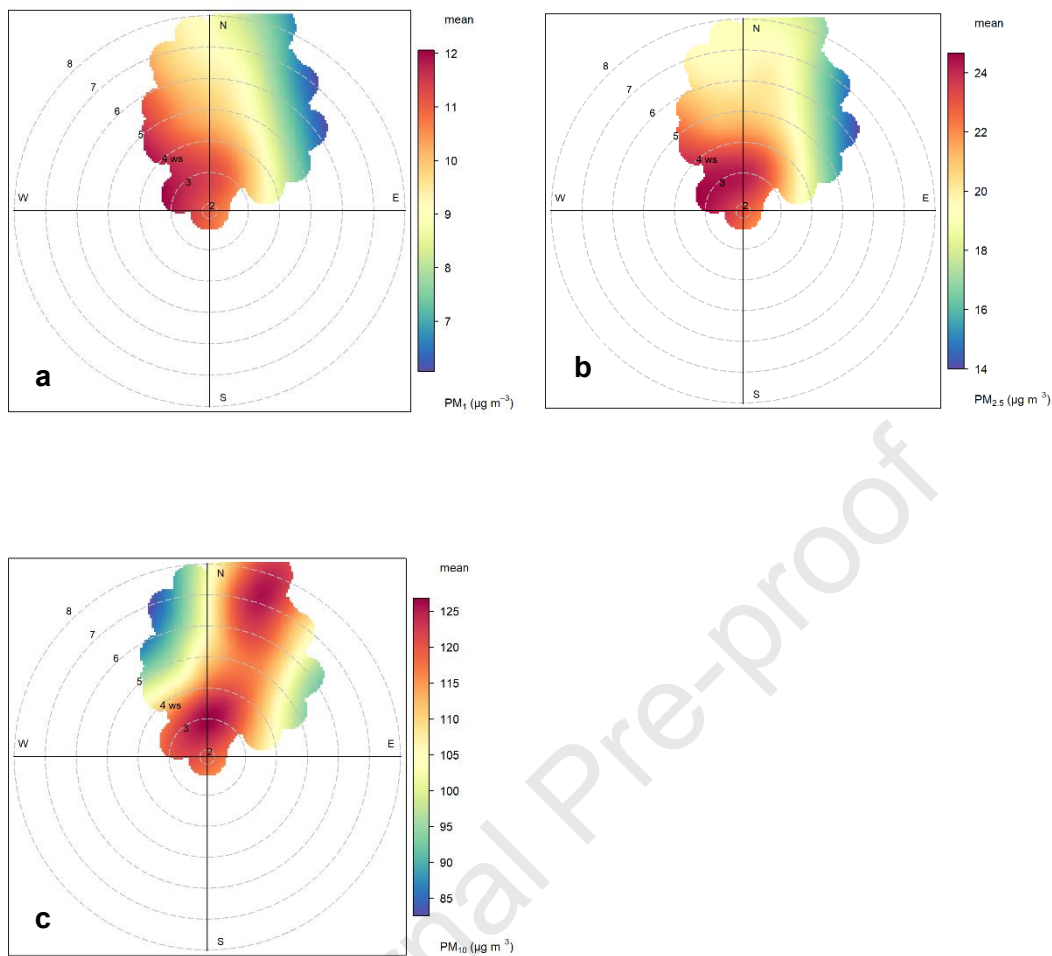 mean
N
8
7
6
5
4 ws
3
2
W
E
S
12
11
10
9
8
7
a
PM₁ (µg m⁻³)
mean
N
8
7
6
5
4 ws
3
2
W
E
S
24
22
20
18
16
14
b
PM₂.₅ (µg m ³)
mean
N
8
7
6
5
4 ws
3
2
W
E
S
125
120
115
110
105
100
95
90
85
c
PM₁₀ (µg m ³)
nal Pre-proof